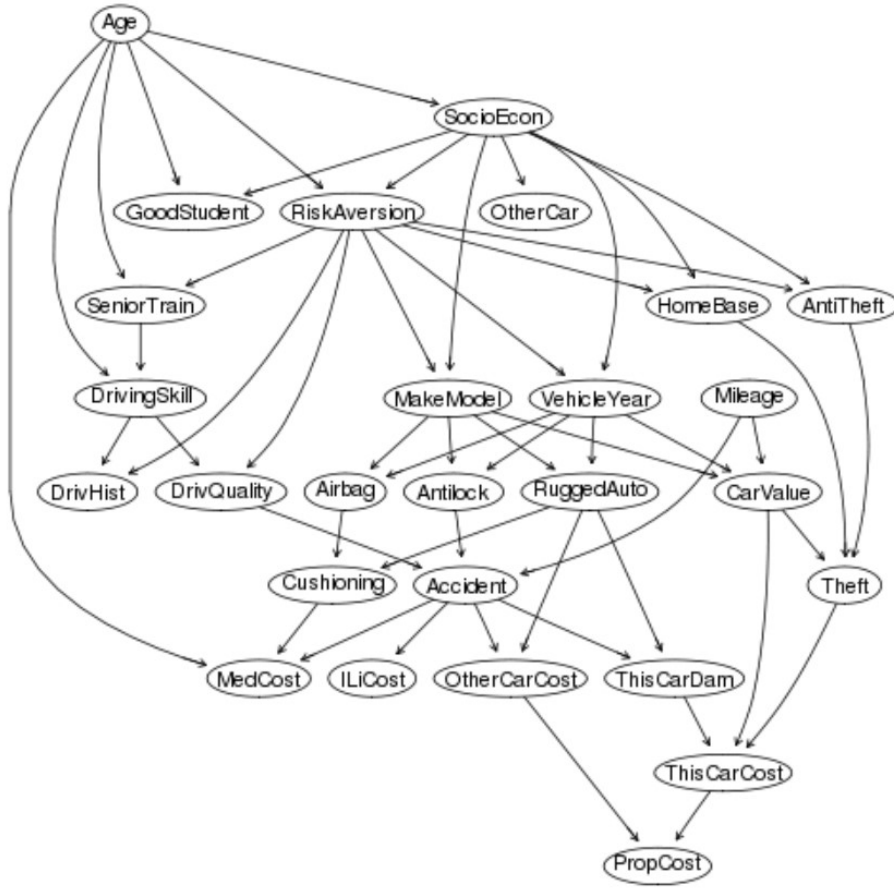 Age
SocioEcon
GoodStudent
RiskAversion
OtherCar
SeniorTrain
HomeBase
AntiTheft
DrivingSkill
MakeModel
VehicleYear
Mileage
DrivHist
DrivQuality
Airbag
Antilock
RuggedAuto
CarValue
Cushioning
Accident
Theft
MedCost
ILiCost
OtherCarCost
ThisCarDam
ThisCarCost
PropCost